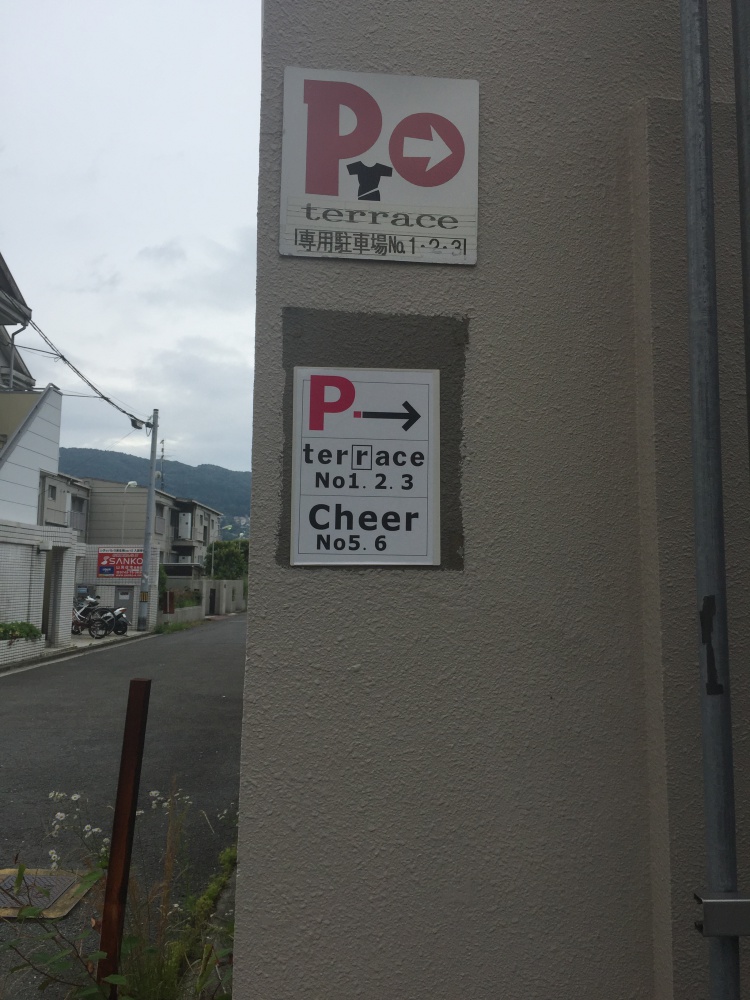 P
terrace
専用駐車場No.1・2・3
P
terrace
No1. 2. 3
Cheer
No5. 6
SANKO